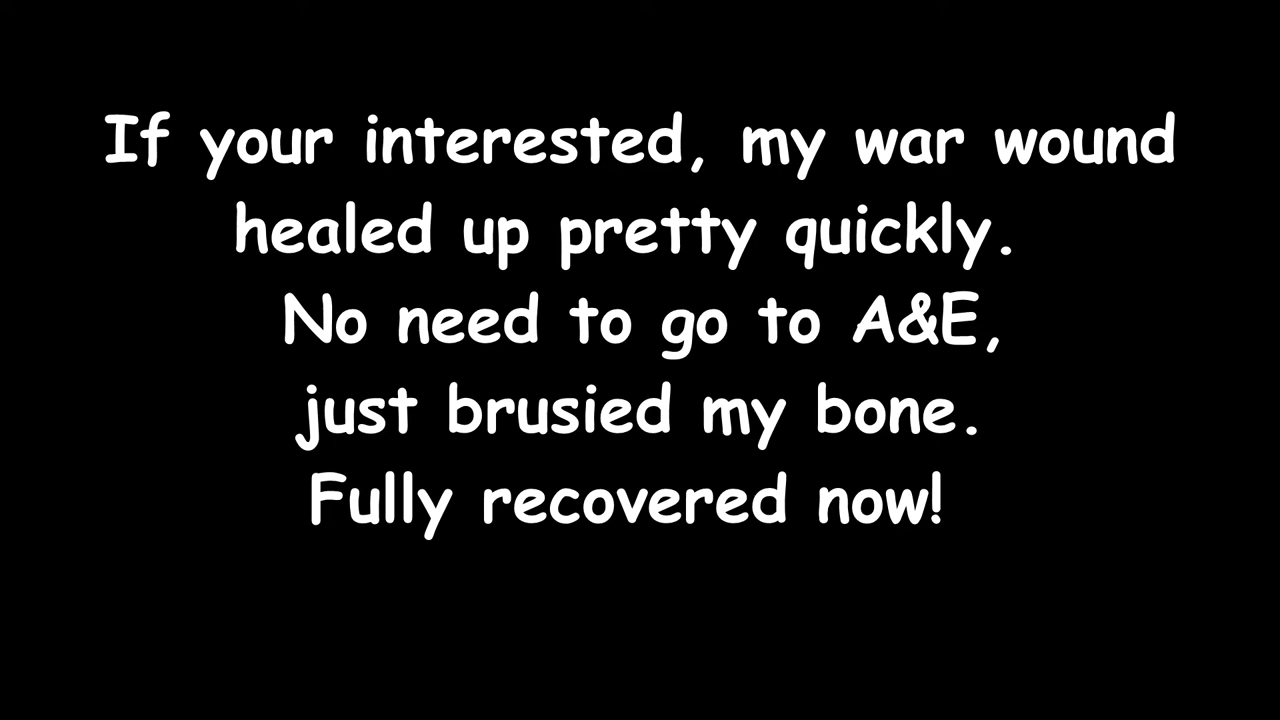 If your interested, my war wound
healed up pretty quickly.
No need to go to A&E,
just brusied my bone.
Fully recovered now!